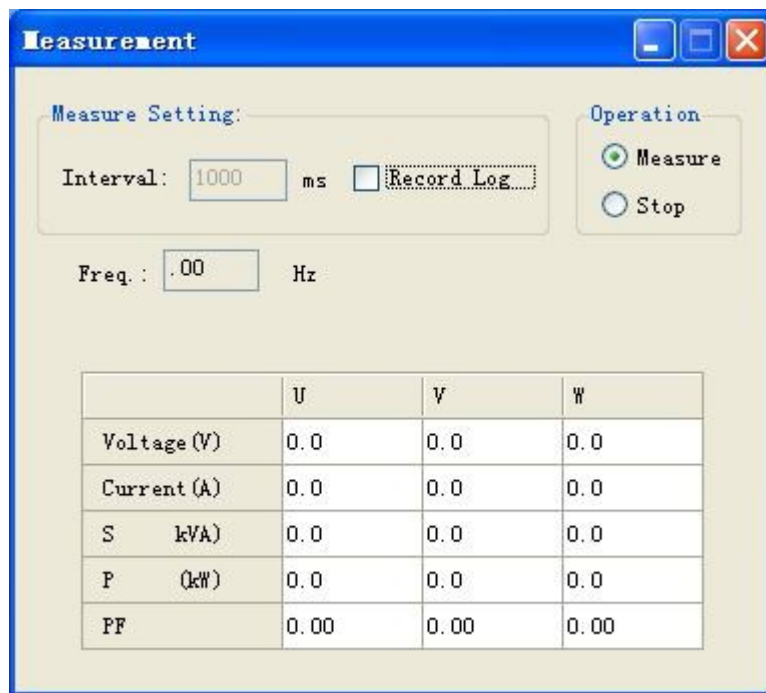 Measurement
Measure Setting:
Interval: 1000 ms Record Log
Operation
Measure
Stop
Freq.: .00 Hz
U V W
Voltage(V) 0.0 0.0 0.0
Current(A) 0.0 0.0 0.0
S kVA) 0.0 0.0 0.0
P (kW) 0.0 0.0 0.0
PF 0.00 0.00 0.00